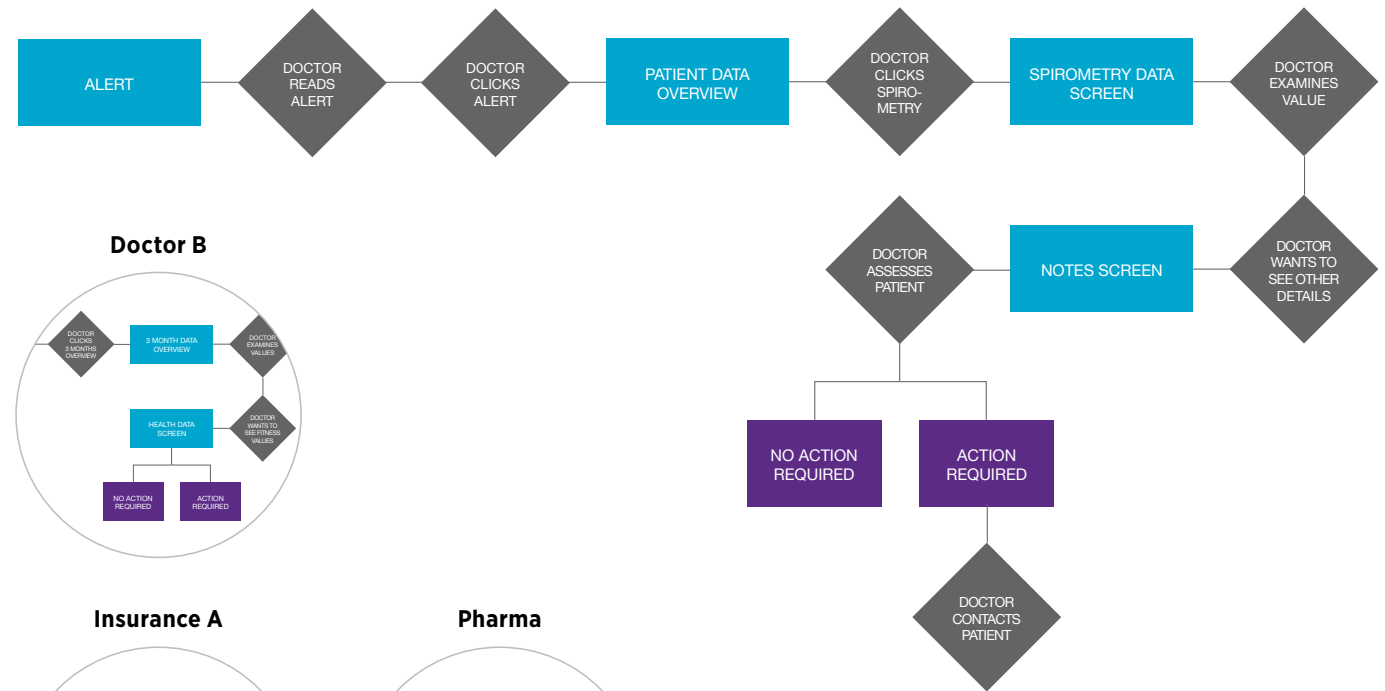 ALERT
DOCTOR
READS
ALERT
DOCTOR
CLICKS
ALERT
PATIENT DATA
OVERVIEW
DOCTOR
CLICKS
SPIRO-
METRY
SPIROMETRY DATA
SCREEN
DOCTOR
EXAMINES
VALUE
DOCTOR
WANTS TO
SEE OTHER
DETAILS
NOTES SCREEN
DOCTOR
ASSESSES
PATIENT
NO ACTION
REQUIRED
ACTION
REQUIRED
DOCTOR
CONTACTS
PATIENT
Doctor B
DOCTOR
CLICKS
3 MONTHS
OVERVIEW
3 MONTH DATA
OVERVIEW
DOCTOR
EXAMINES
VALUES
DOCTOR
WANTS TO
SEE FITNESS
VALUES
HEALTH DATA
SCREEN
NO ACTION
REQUIRED
ACTION
REQUIRED
Insurance A
Pharma